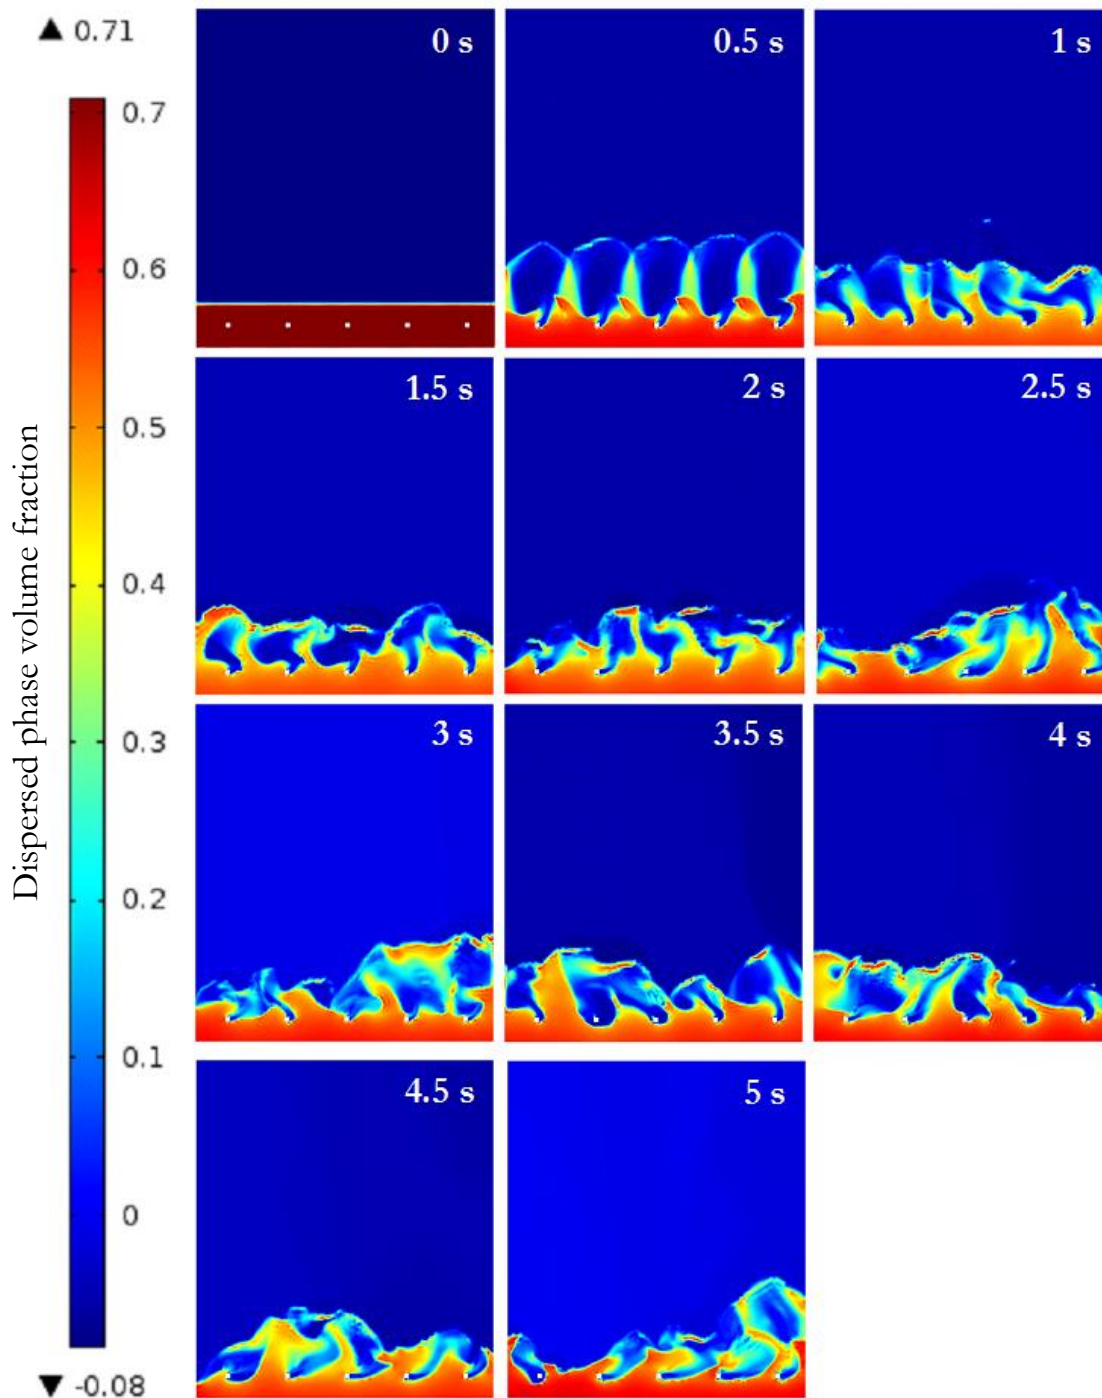 ▲ 0.71
0.7
0.6
0.5
0.4
0.3
0.2
0.1
0
▼ -0.08
Dispersed phase volume fraction
0 s
0.5 s
1 s
1.5 s
2 s
2.5 s
3 s
3.5 s
4 s
4.5 s
5 s